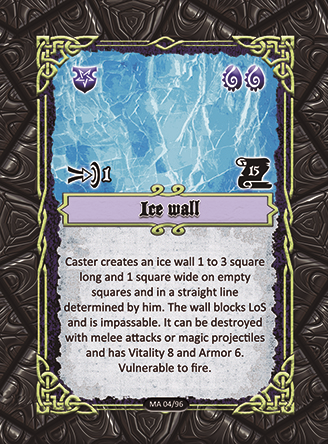 1
15
Ice wall
Caster creates an ice wall 1 to 3 square
long and 1 square wide on empty
squares and in a straight line
determined by him. The wall blocks LoS
and is impassable. It can be destroyed
with melee attacks or magic projectiles
and has Vitality 8 and Armor 6.
Vulnerable to fire.
MA 04/96